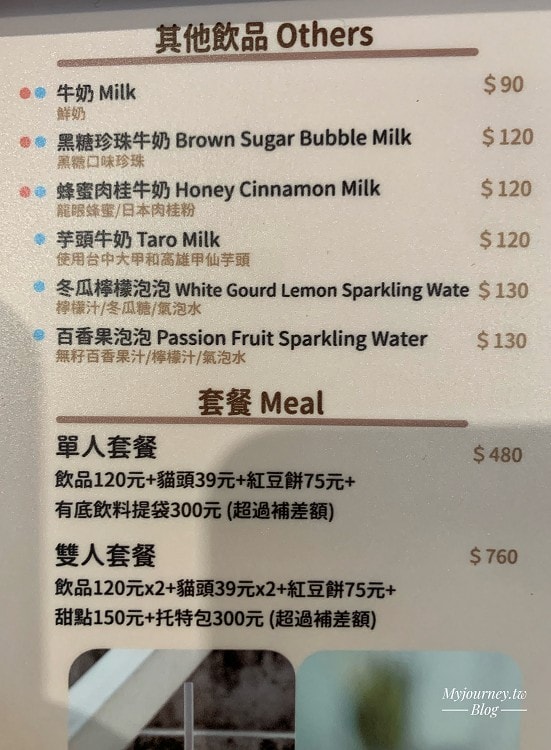 其他飲品 Others
牛奶 Milk $90
鮮奶
黑糖珍珠牛奶 Brown Sugar Bubble Milk $120
黑糖口味珍珠
蜂蜜肉桂牛奶 Honey Cinnamon Milk $120
龍眼蜂蜜/日本肉桂粉
芋頭牛奶 Taro Milk $120
使用台中大甲和高雄甲仙芋頭
冬瓜檸檬泡泡 White Gourd Lemon Sparkling Wate $130
檸檬汁/冬瓜糖/氣泡水
百香果泡泡 Passion Fruit Sparkling Water $130
無籽百香果汁/檸檬汁/氣泡水
套餐 Meal
單人套餐 $480
飲品120元+貓頭39元+紅豆餅75元+
有底飲料提袋300元 (超過補差額)
雙人套餐 $760
飲品120元x2+貓頭39元x2+紅豆餅75元+
甜點150元+托特包300元 (超過補差額)
Myjourney.tw
Blog